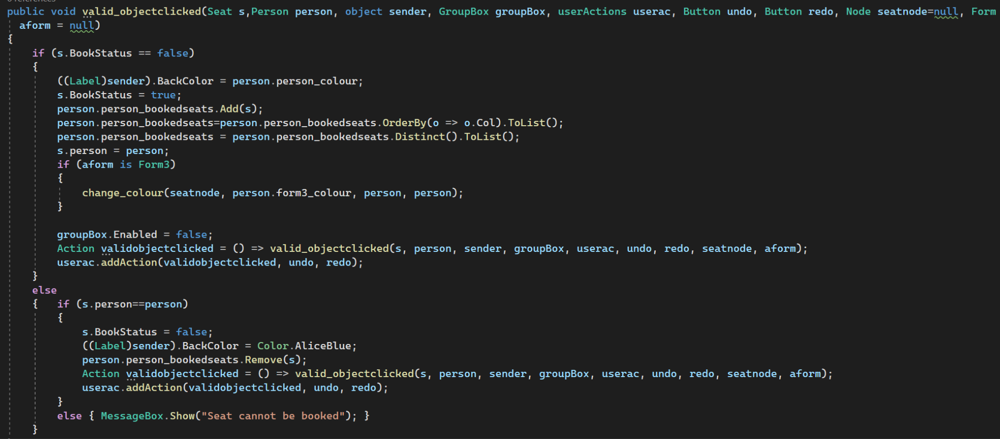 6 references
public void valid_objectclicked(Seat s,Person person, object sender, GroupBox groupBox, userActions userac, Button undo, Button redo, Node seatnode=null, Form
aform = null)
{
if (s.BookStatus == false)
{
((Label)sender).BackColor = person.person_colour;
s.BookStatus = true;
person.person_bookedseats.Add(s);
person.person_bookedseats=person.person_bookedseats.OrderBy(o => o.Col).ToList();
person.person_bookedseats = person.person_bookedseats.Distinct().ToList();
s.person = person;
if (aform is Form3)
{
change_colour(seatnode, person.form3_colour, person, person);
}
groupBox.Enabled = false;
Action validobjectclicked = () => valid_objectclicked(s, person, sender, groupBox, userac, undo, redo, seatnode, aform);
userac.addAction(validobjectclicked, undo, redo);
}
else
{ if (s.person==person)
{
s.BookStatus = false;
((Label)sender).BackColor = Color.AliceBlue;
person.person_bookedseats.Remove(s);
Action validobjectclicked = () => valid_objectclicked(s, person, sender, groupBox, userac, undo, redo, seatnode, aform);
userac.addAction(validobjectclicked, undo, redo);
}
else { MessageBox.Show("Seat cannot be booked"); }
}